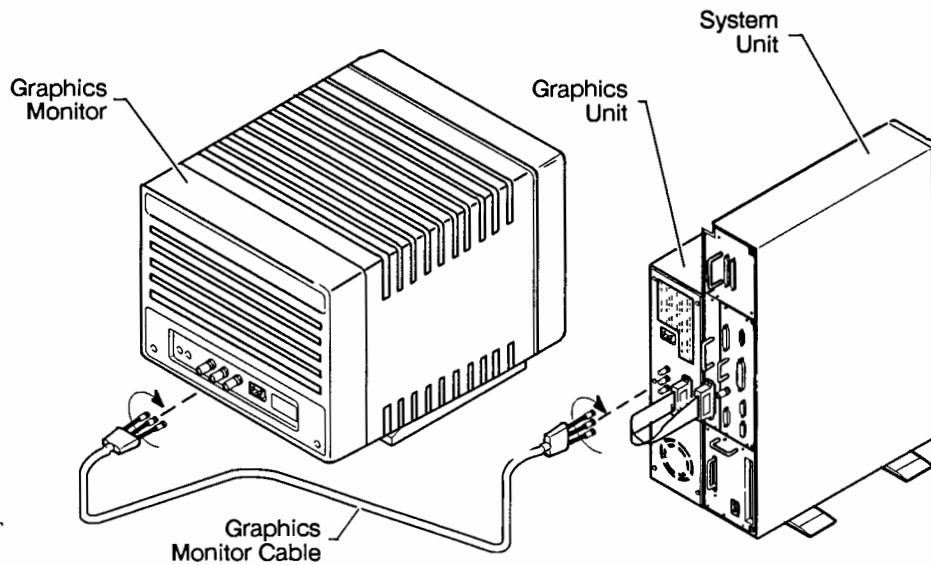 System
Unit
Graphics
Monitor
Graphics
Unit
Graphics
Monitor Cable